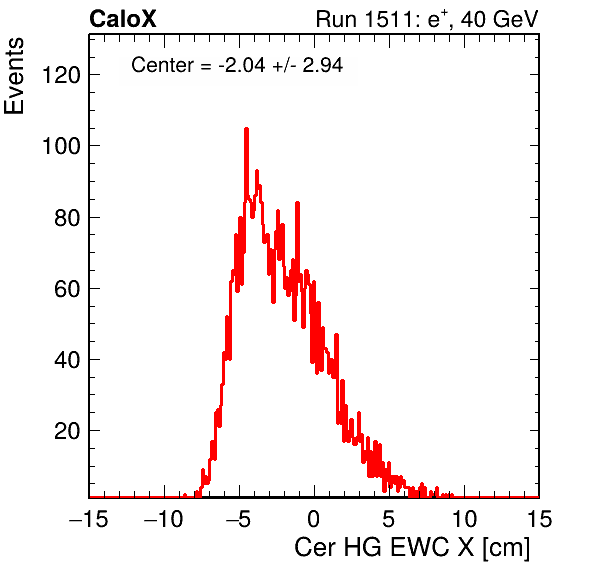 CaloX Run 1511: e⁺, 40 GeV
Center = -2.04 +/- 2.94
Events
120
100
80
60
40
20
−15 −10 −5 0 5 10 15
Cer HG EWC X [cm]